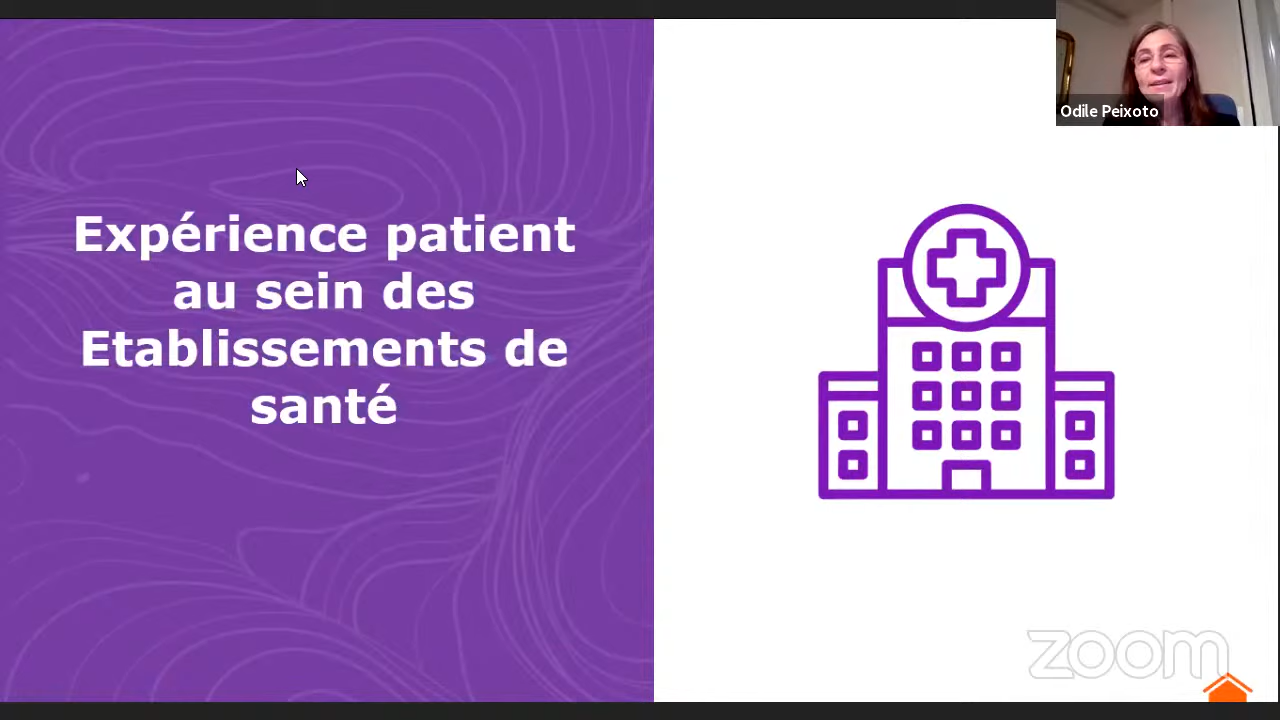 Odile Peixoto
Expérience patient
au sein des
Etablissements de
santé
zoom